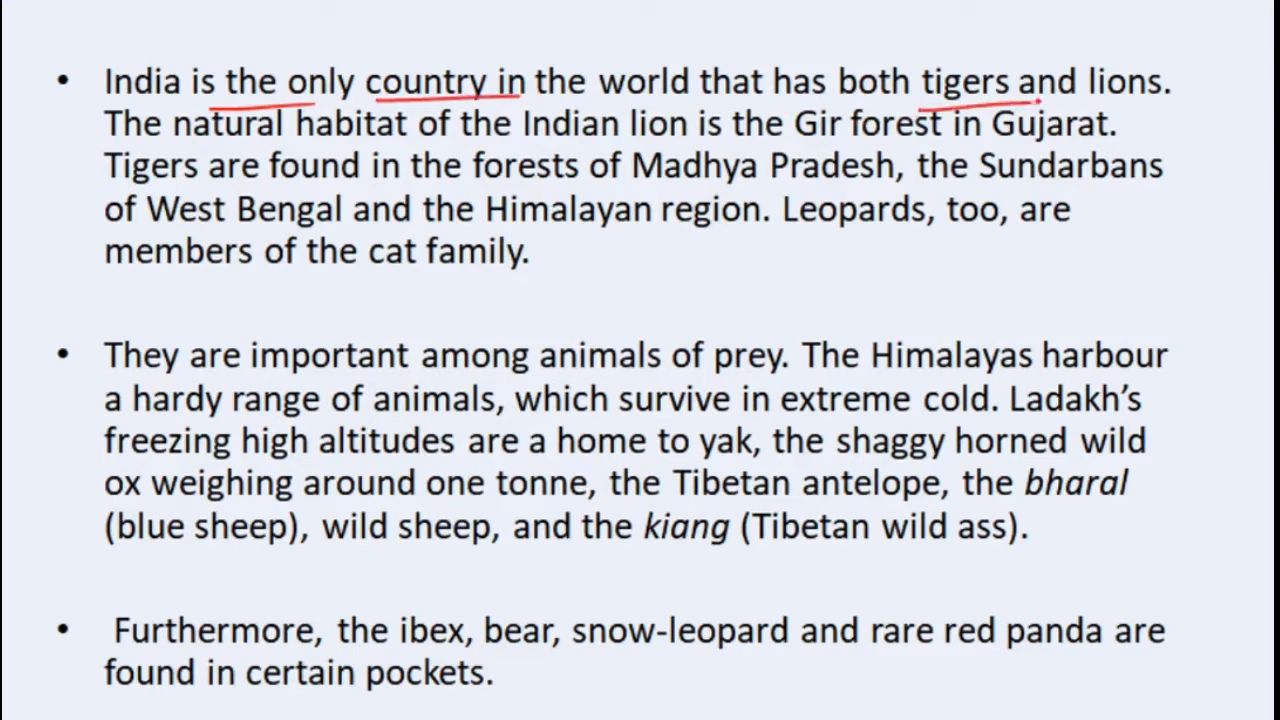 • India is the only country in the world that has both tigers and lions.
The natural habitat of the Indian lion is the Gir forest in Gujarat.
Tigers are found in the forests of Madhya Pradesh, the Sundarbans
of West Bengal and the Himalayan region. Leopards, too, are
members of the cat family.
• They are important among animals of prey. The Himalayas harbour
a hardy range of animals, which survive in extreme cold. Ladakh’s
freezing high altitudes are a home to yak, the shaggy horned wild
ox weighing around one tonne, the Tibetan antelope, the bharal
(blue sheep), wild sheep, and the kiang (Tibetan wild ass).
• Furthermore, the ibex, bear, snow-leopard and rare red panda are
found in certain pockets.